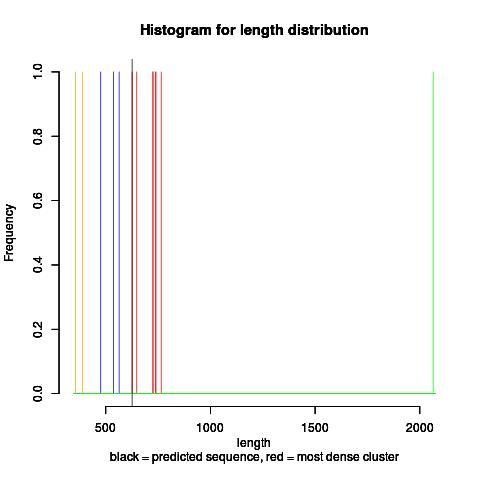 Histogram for length distribution
Frequency
1.0
0.8
0.6
0.4
0.2
0.0
500 1000 1500 2000
length
black = predicted sequence, red = most dense cluster